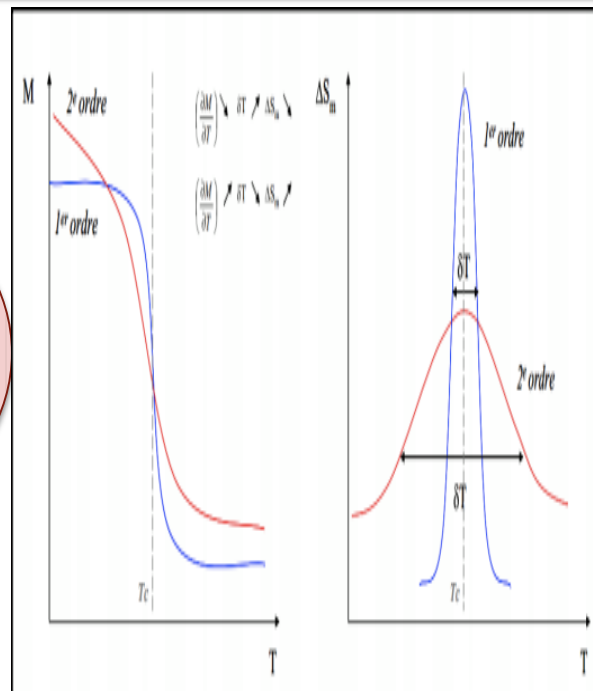 M
2e ordre
1er ordre
(∂M/∂T) ↘ δT ↗ ΔSm ↘
(∂M/∂T) ↗ δT ↘ ΔSm ↗
Tc
T
ΔSm
1er ordre
δT
2e ordre
δT
Tc
T